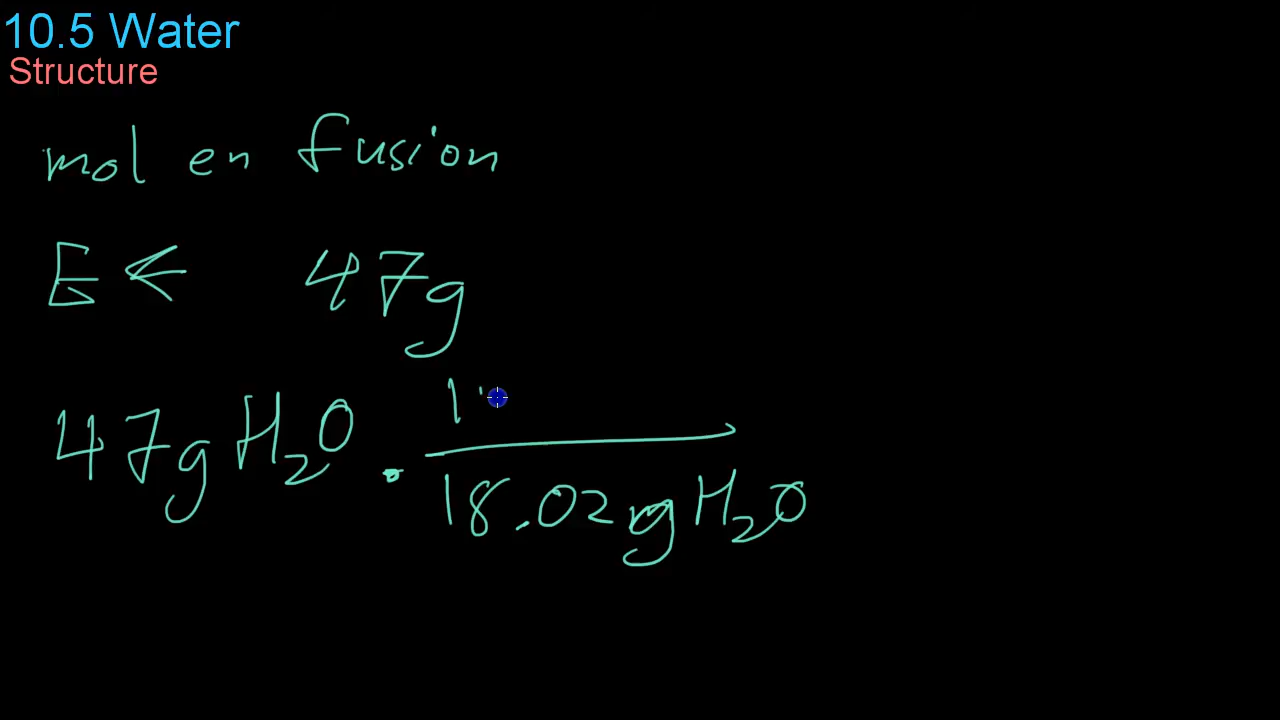 10.5 Water
Structure
mol en fusion
E < 47g
47g H₂O · 1
18.02g H₂O